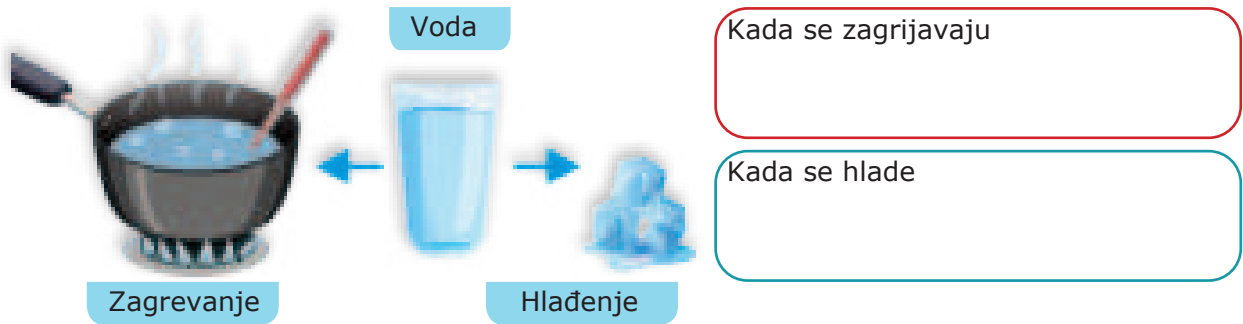 Voda
Zagrevanje
Hlađenje
Kada se zagrijavaju
Kada se hlade